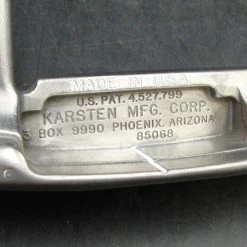 MADE IN U.S.A.
U.S. PAT. 4,527,799
KARSTEN MFG. CORP.
BOX 9990 PHOENIX, ARIZONA
85068